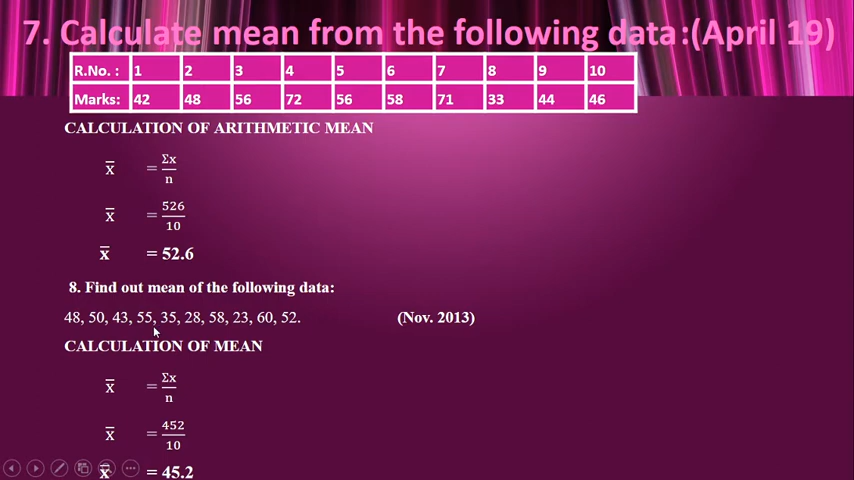 7. Calculate mean from the following data:(April 19)
R.No. : 1 2 3 4 5 6 7 8 9 10
Marks: 42 48 56 72 56 58 71 33 44 46
CALCULATION OF ARITHMETIC MEAN
x̅ = Σx/n
x̅ = 526/10
x̅ = 52.6
8. Find out mean of the following data:
48, 50, 43, 55, 35, 28, 58, 23, 60, 52. (Nov. 2013)
CALCULATION OF MEAN
x̅ = Σx/n
x̅ = 452/10
x̅ = 45.2